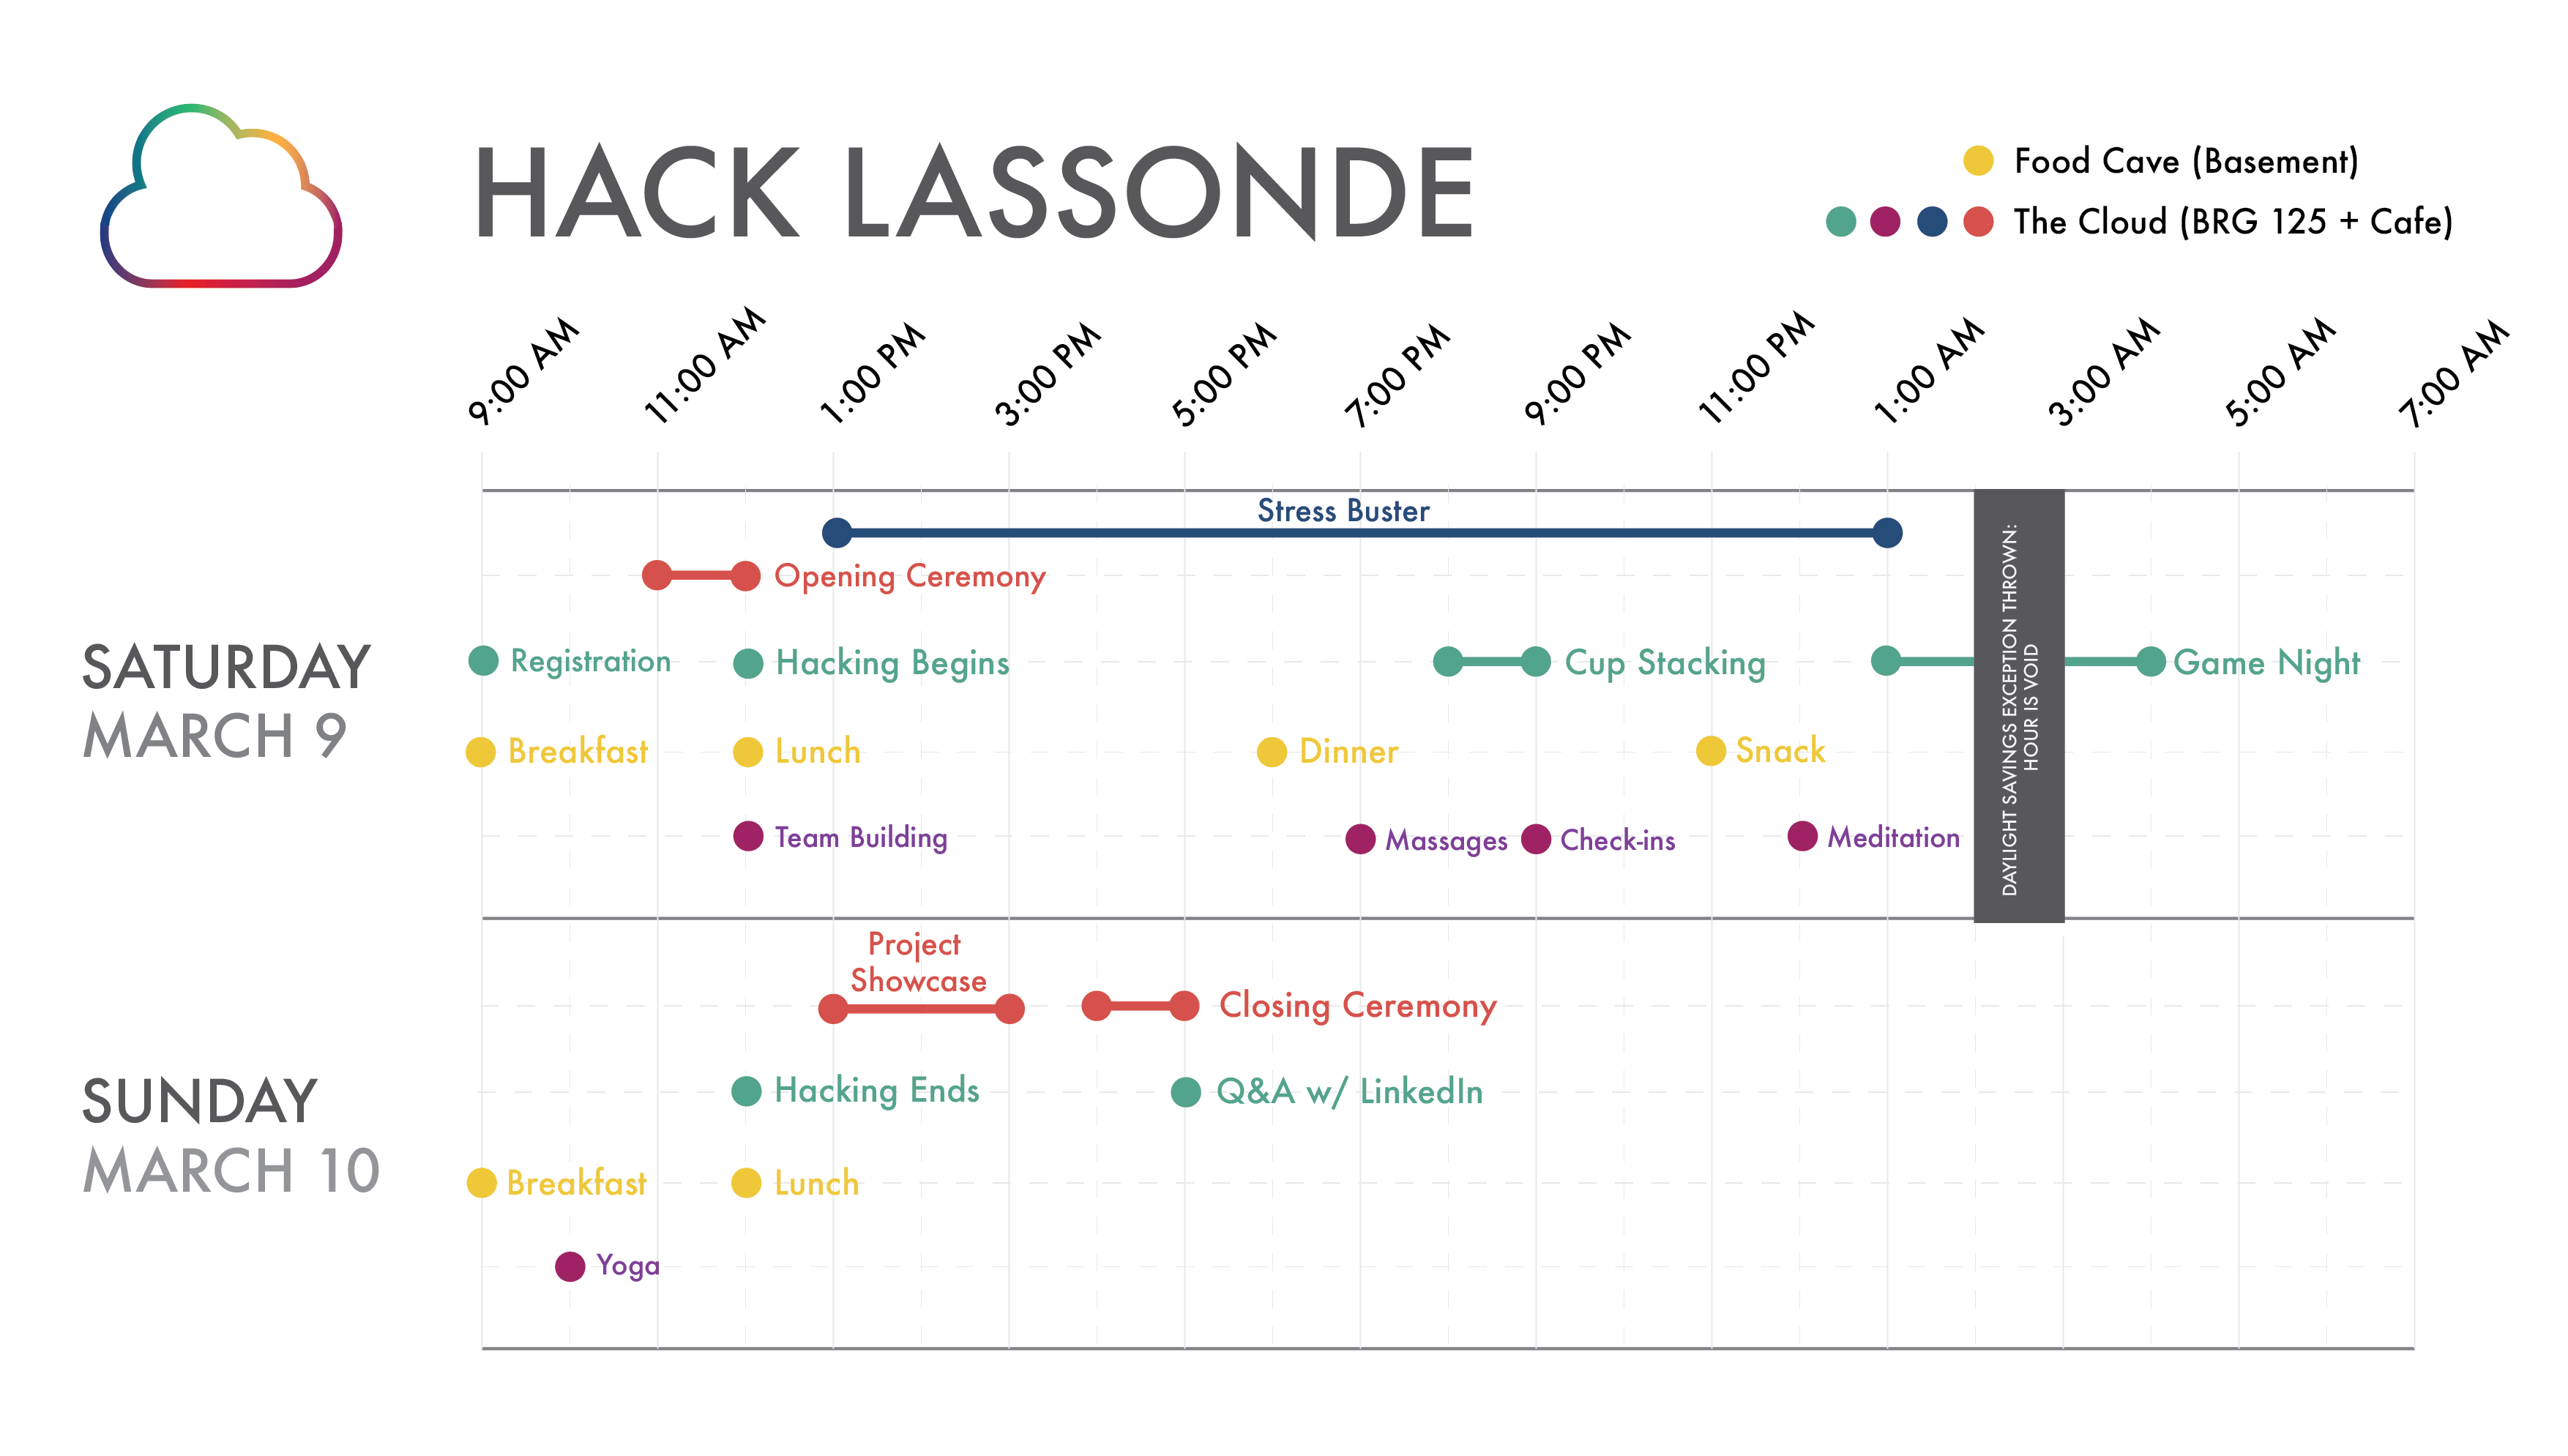 HACK LASSONDE
Food Cave (Basement)
The Cloud (BRG 125 + Cafe)
9:00 AM
11:00 AM
1:00 PM
3:00 PM
5:00 PM
7:00 PM
9:00 PM
11:00 PM
1:00 AM
3:00 AM
5:00 AM
7:00 AM
SATURDAY
MARCH 9
Stress Buster
Opening Ceremony
Registration
Hacking Begins
Cup Stacking
Game Night
Breakfast
Lunch
Dinner
Snack
Team Building
Massages
Check-ins
Meditation
DAYLIGHT SAVINGS EXCEPTION THROWN:
HOUR IS VOID
SUNDAY
MARCH 10
Project
Showcase
Closing Ceremony
Hacking Ends
Q&A w/ LinkedIn
Breakfast
Lunch
Yoga